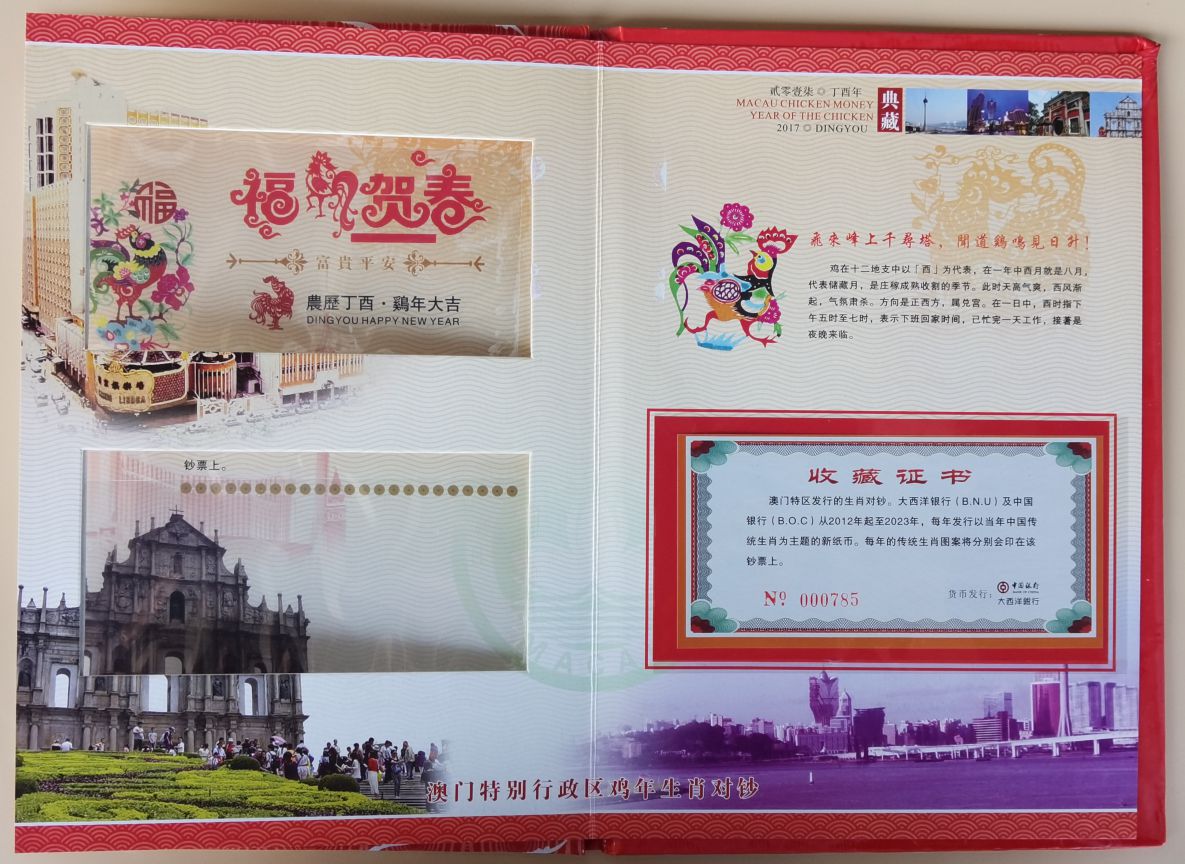 福
福 贺春
富貴平安
農歷丁酉·鷄年大吉
DINGYOU HAPPY NEW YEAR
LISBOA
钞票上。
贰零壹柒◎丁酉年
MACAU CHICKEN MONEY
YEAR OF THE CHICKEN
2017◎DINGYOU
典藏
飛來峰上千尋塔，聞道鷄鳴見日升！
鸡在十二地支中以「酉」为代表，在一年中酉月就是八月，
代表储藏月，是庄稼成熟收割的季节。此时天高气爽，西风渐
起，气氛肃杀。方向是正西方，属兑宫。在一日中，酉时指下
午五时至七时，表示下班回家时间，已忙完一天工作，接著是
夜晚来临。
收藏证书
澳门特区发行的生肖对钞。大西洋银行（B.N.U）及中国
银行（B.O.C）从2012年起至2023年，每年发行以当年中国传
统生肖为主题的新纸币。每年的传统生肖图案将分别会印在该
钞票上。
Nº 000785
货币发行：
中国银行
BANK OF CHINA
大西洋銀行
MACA
澳门特别行政区鸡年生肖对钞